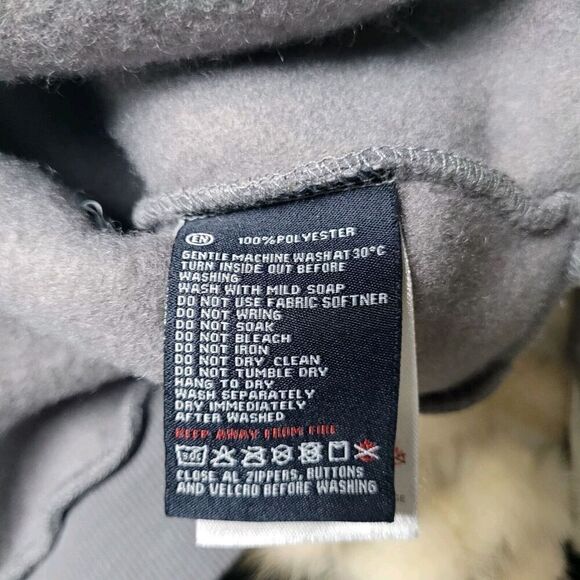 EN 100%POLYESTER
GENTLE MACHINE WASH AT 30°C
TURN INSIDE OUT BEFORE
WASHING
WASH WITH MILD SOAP
DO NOT USE FABRIC SOFTNER
DO NOT WRING
DO NOT SOAK
DO NOT BLEACH
DO NOT IRON
DO NOT DRY CLEAN
DO NOT TUMBLE DRY
HANG TO DRY
WASH SEPARATELY
DRY IMMEDIATELY
AFTER WASHED
KEEP AWAY FROM FIRE
CLOSE AL ZIPPERS, BUTTONS
AND VELCRO BEFORE WASHING